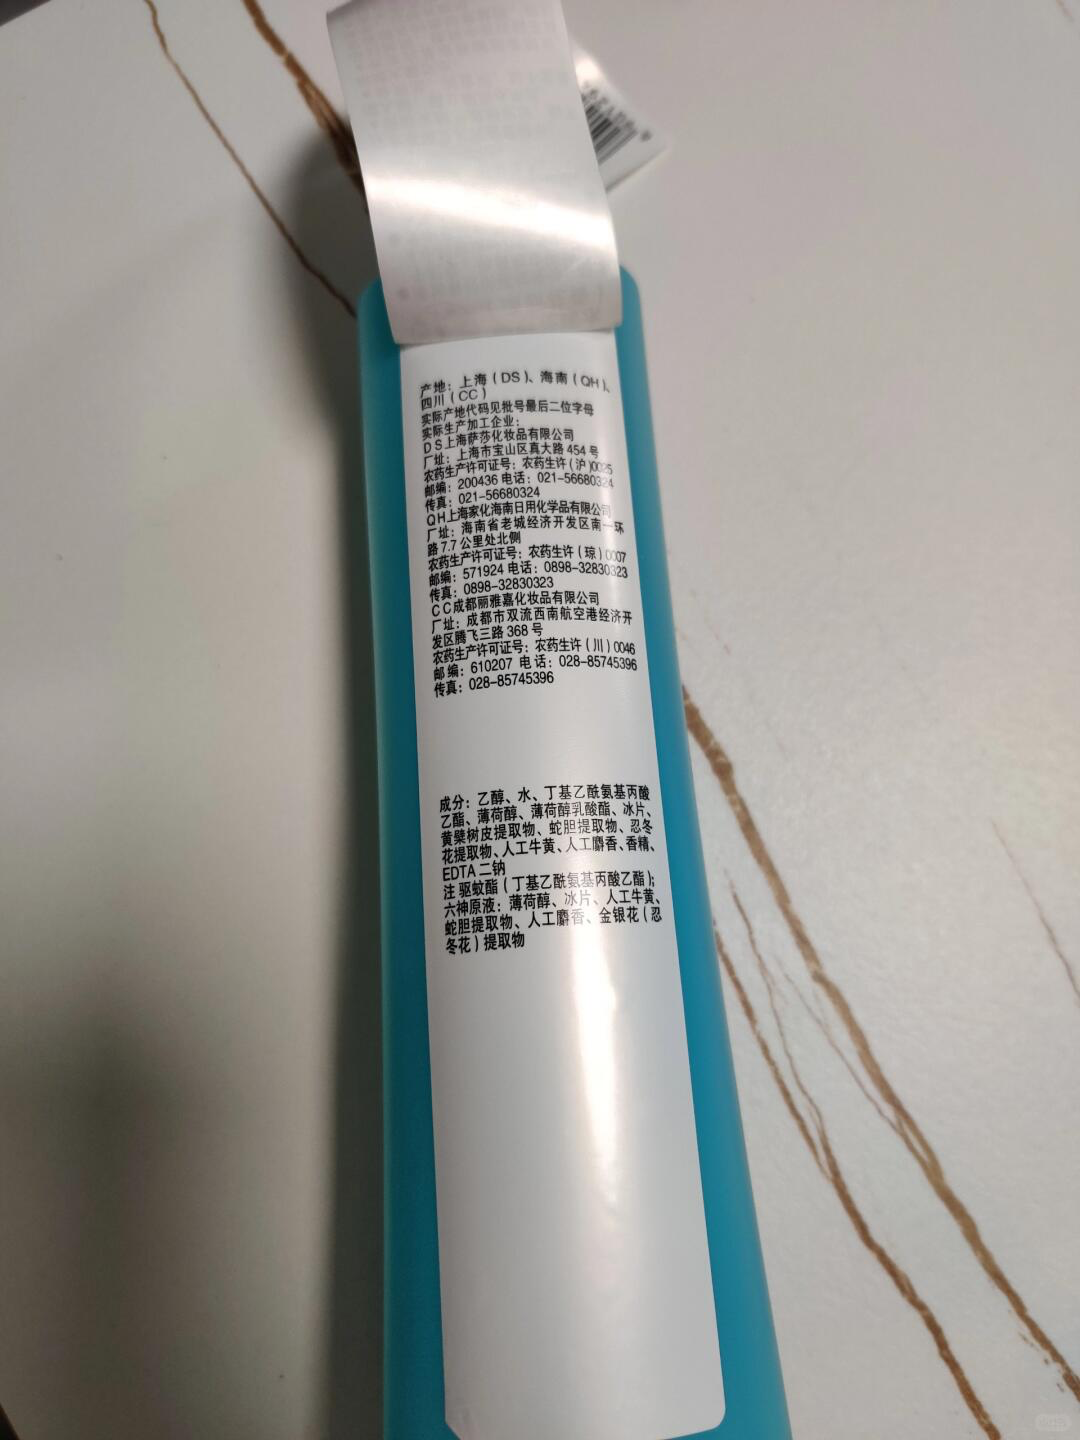 产地：上海（DS）、海南（QH）、
四川（CC）
实际产地代码见批号最后二位字母
实际生产加工企业：
DS上海萨莎化妆品有限公司
厂址：上海市宝山区真大路 454 号
农药生产许可证号：农药生许（沪）0025
邮编：200436 电话：021-56680324
传真：021-56680324
QH上海家化海南日用化学品有限公司
厂址：海南省老城经济开发区南一环
路 7.7 公里处北侧
农药生产许可证号：农药生许（琼）0007
邮编：571924 电话：0898-32830323
传真：0898-32830323
CC成都丽雅嘉化妆品有限公司
厂址：成都市双流西南航空港经济开
发区腾飞三路 368 号
农药生产许可证号：农药生许（川）0046
邮编：610207 电话：028-85745396
传真：028-85745396
成分：乙醇、水、丁基乙酰氨基丙酸
乙酯、薄荷醇、薄荷醇乳酸酯、冰片、
黄檗树皮提取物、蛇胆提取物、忍冬
花提取物、人工牛黄、人工麝香、香精、
EDTA 二钠
注 驱蚊酯（丁基乙酰氨基丙酸乙酯）；
六神原液：薄荷醇、冰片、人工牛黄、
蛇胆提取物、人工麝香、金银花（忍
冬花）提取物